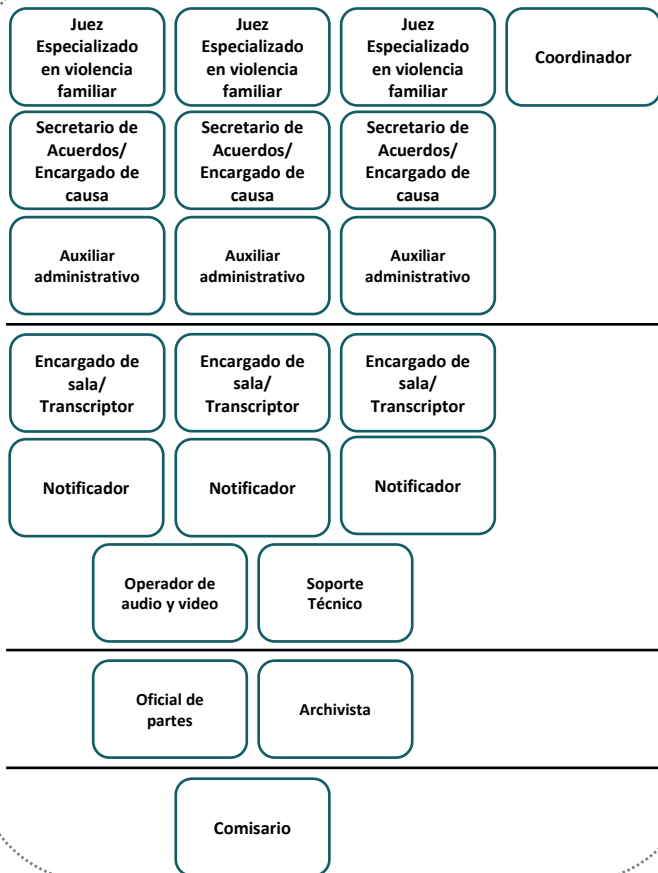 Juez
Especializado
en violencia
familiar
Juez
Especializado
en violencia
familiar
Juez
Especializado
en violencia
familiar
Coordinador
Secretario de
Acuerdos/
Encargado de
causa
Secretario de
Acuerdos/
Encargado de
causa
Secretario de
Acuerdos/
Encargado de
causa
Auxiliar
administrativo
Auxiliar
administrativo
Auxiliar
administrativo
Encargado de
sala/
Transcriptor
Encargado de
sala/
Transcriptor
Encargado de
sala/
Transcriptor
Notificador
Notificador
Notificador
Operador de
audio y video
Soporte
Técnico
Oficial de
partes
Archivista
Comisario